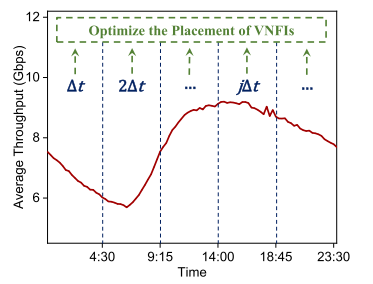 12
Optimize the Placement of VNFIs
10
Δt
2Δt
...
jΔt
...
8
6
Average Throughput (Gbps)
4:30
9:15
14:00
18:45
23:30
Time